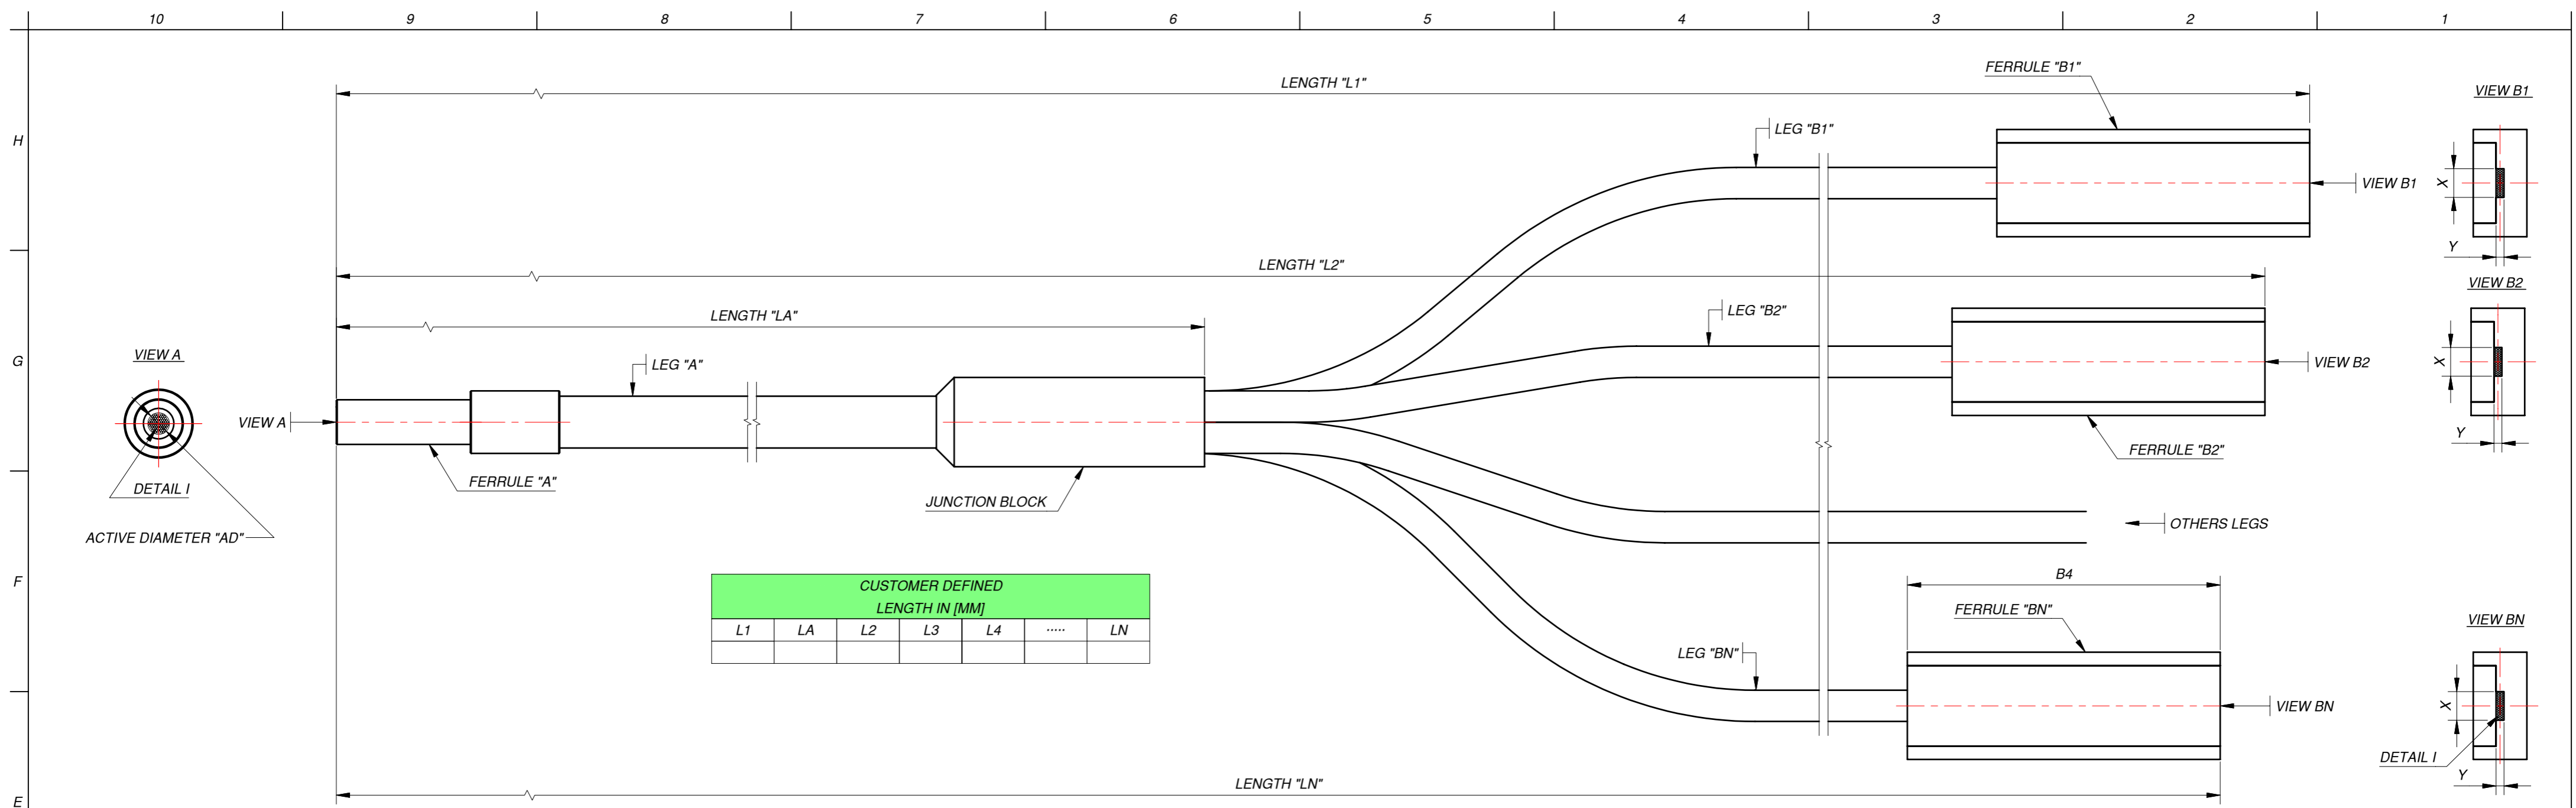 10 9 8 7 6 5 4 3 2 1
LENGTH "L1"
FERRULE "B1"
VIEW B1
H
LEG "B1"
X
VIEW B1
Y
LENGTH "L2"
VIEW B2
LENGTH "LA"
LEG "B2"
G
VIEW A
LEG "A"
VIEW B2
X
VIEW A
Y
FERRULE "B2"
DETAIL I
FERRULE "A"
JUNCTION BLOCK
OTHERS LEGS
ACTIVE DIAMETER "AD"
F
CUSTOMER DEFINED
LENGTH IN [MM]
L1 LA L2 L3 L4 ..... LN
B4
FERRULE "BN"
VIEW BN
LEG "BN"
X
VIEW BN
DETAIL I
Y
LENGTH "LN"
E